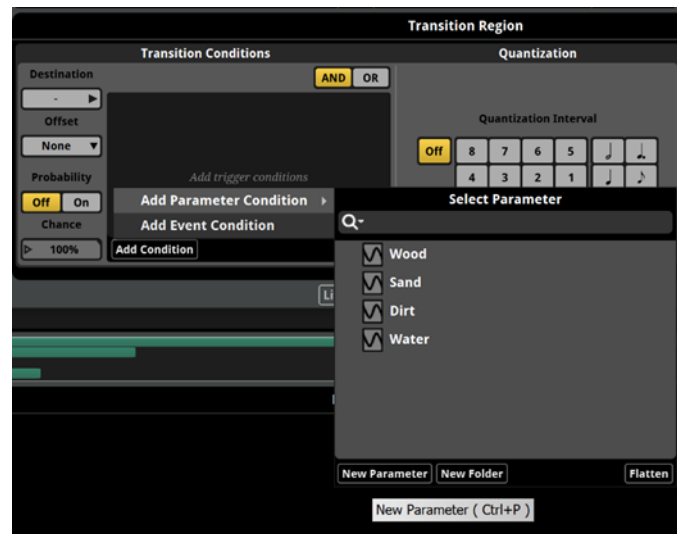 Transition Region
Transition Conditions
Quantization
Destination
AND OR
-
Offset
None
Quantization Interval
Off 8 7 6 5
4 3 2 1
Probability
Add trigger conditions
Off On
Add Parameter Condition
Add Event Condition
Chance
100%
Add Condition
Select Parameter
Wood
Sand
Dirt
Water
New Parameter New Folder Flatten
New Parameter ( Ctrl+P )